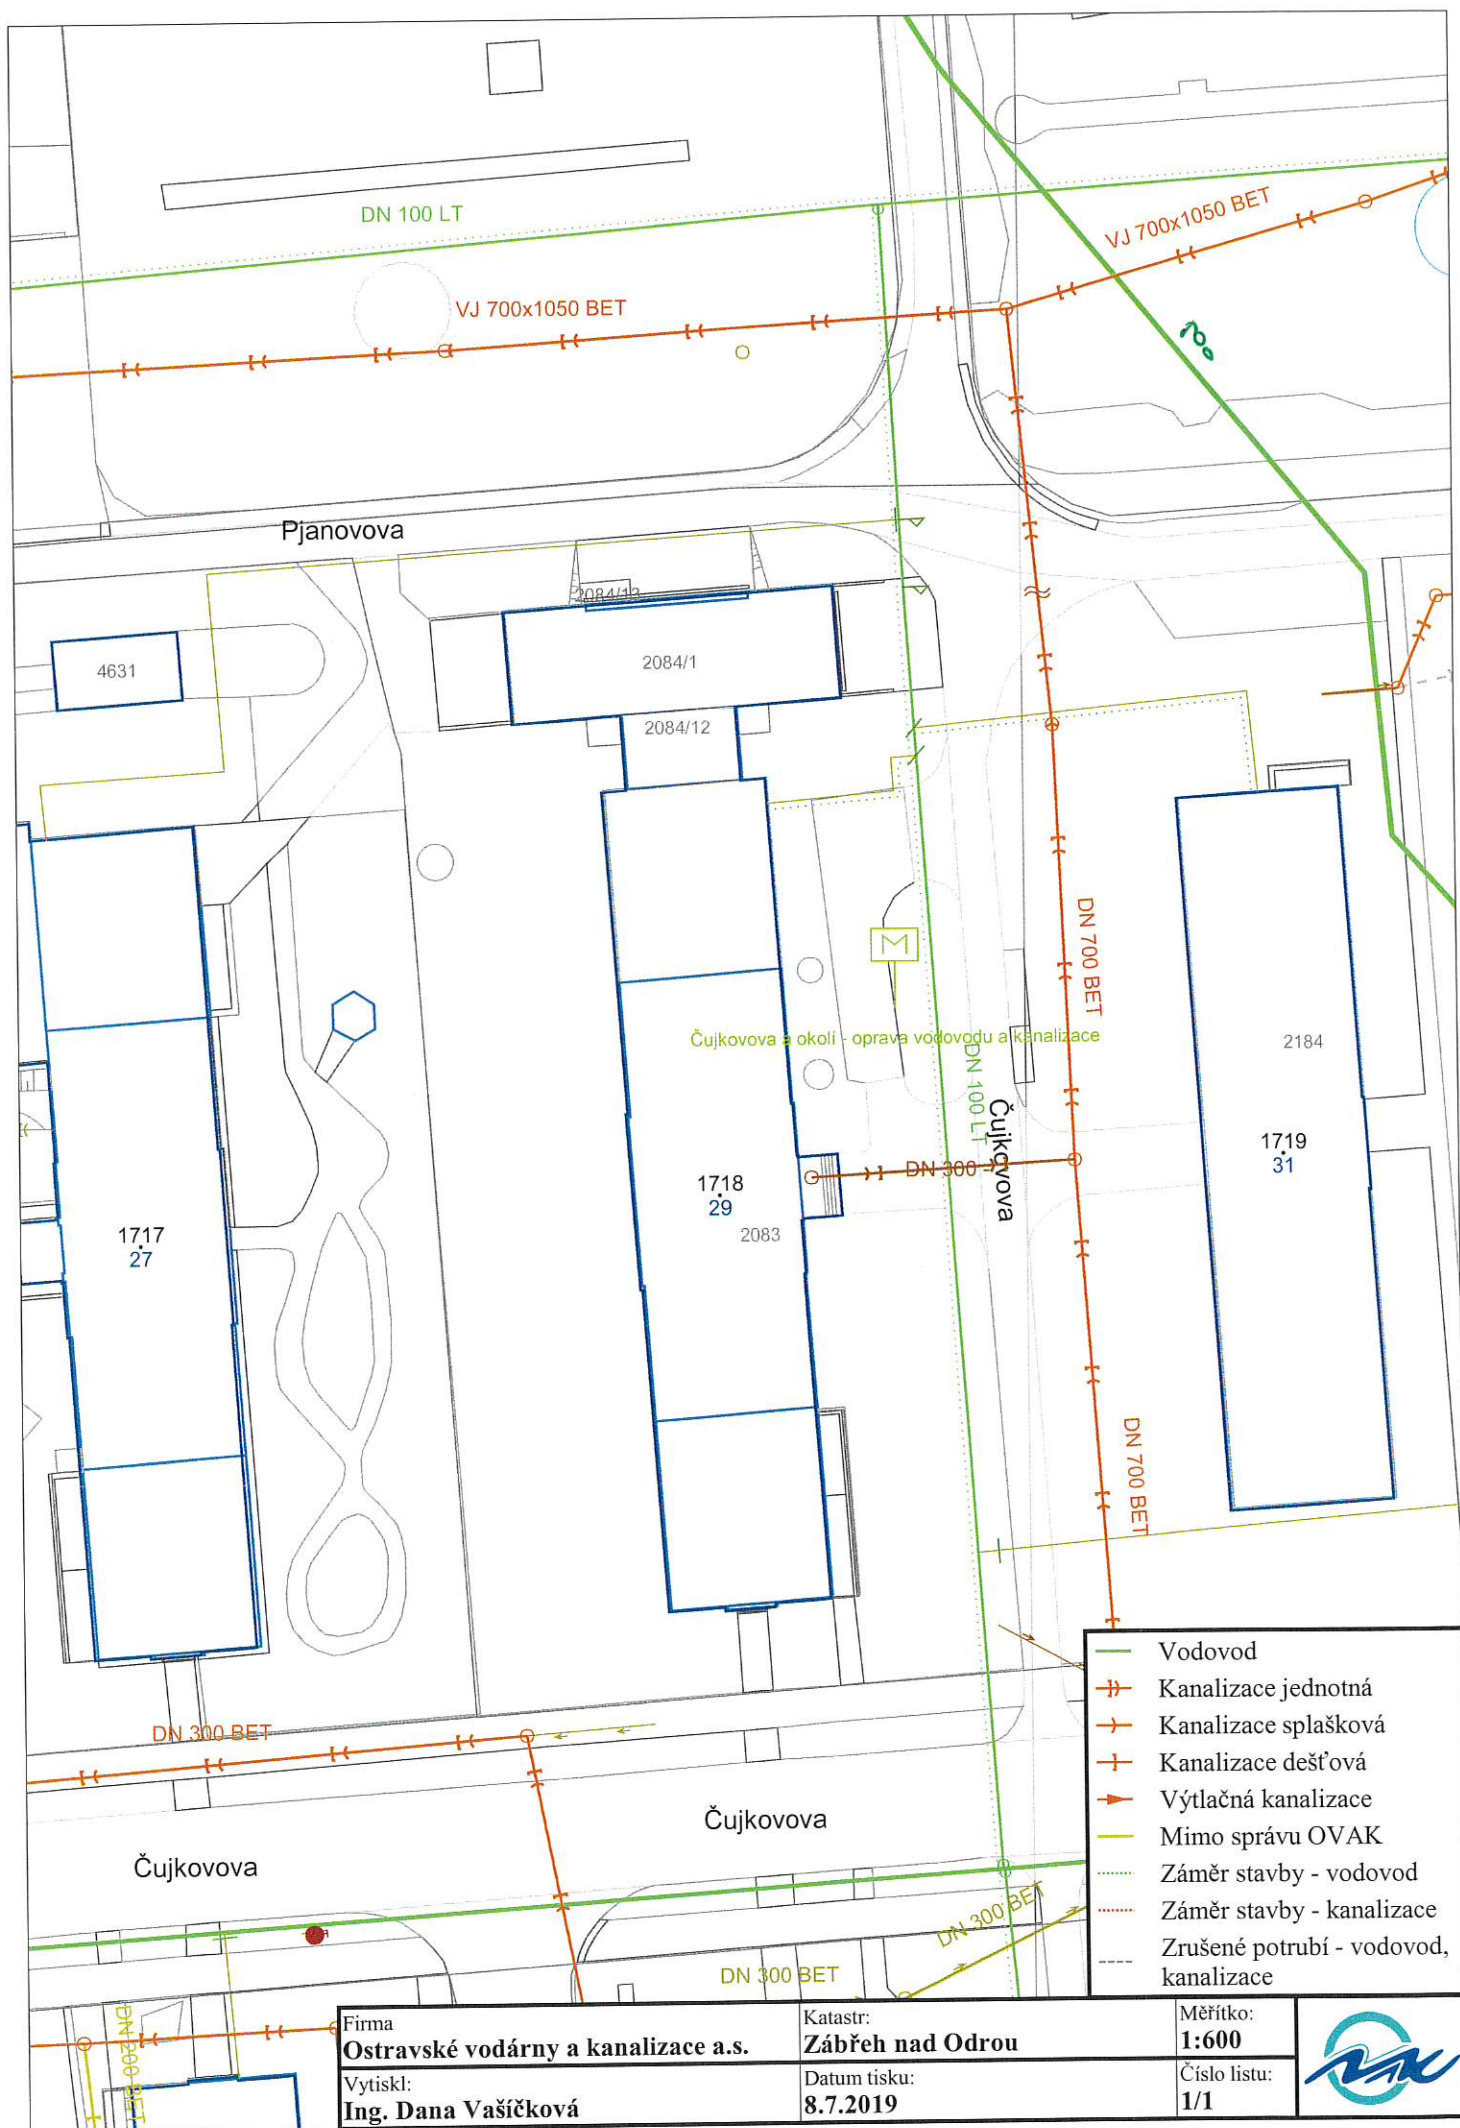 DN 100 LT
VJ 700x1050 BET
VJ 700x1050 BET
Pjanovova
2084/13
4631
2084/1
2084/12
DN 700 BET
Čujkovova a okolí - oprava vodovodu a kanalizace
DN 100 LT
2184
Čujkovova
1719
31
DN 300
1718
29
2083
1717
27
DN 700 BET
Vodovod
Kanalizace jednotná
Kanalizace splašková
Kanalizace dešťová
Výtlačná kanalizace
Mimo správu OVAK
Záměr stavby - vodovod
Záměr stavby - kanalizace
Zrušené potrubí - vodovod,
kanalizace
DN 300 BET
Čujkovova
Čujkovova
DN 300 BET
DN 300 BET
DN 200 BET
Firma
Ostravské vodárny a kanalizace a.s.
Katastr:
Zábřeh nad Odrou
Měřítko:
1:600
Vytiskl:
Ing. Dana Vašíčková
Datum tisku:
8.7.2019
Číslo listu:
1/1